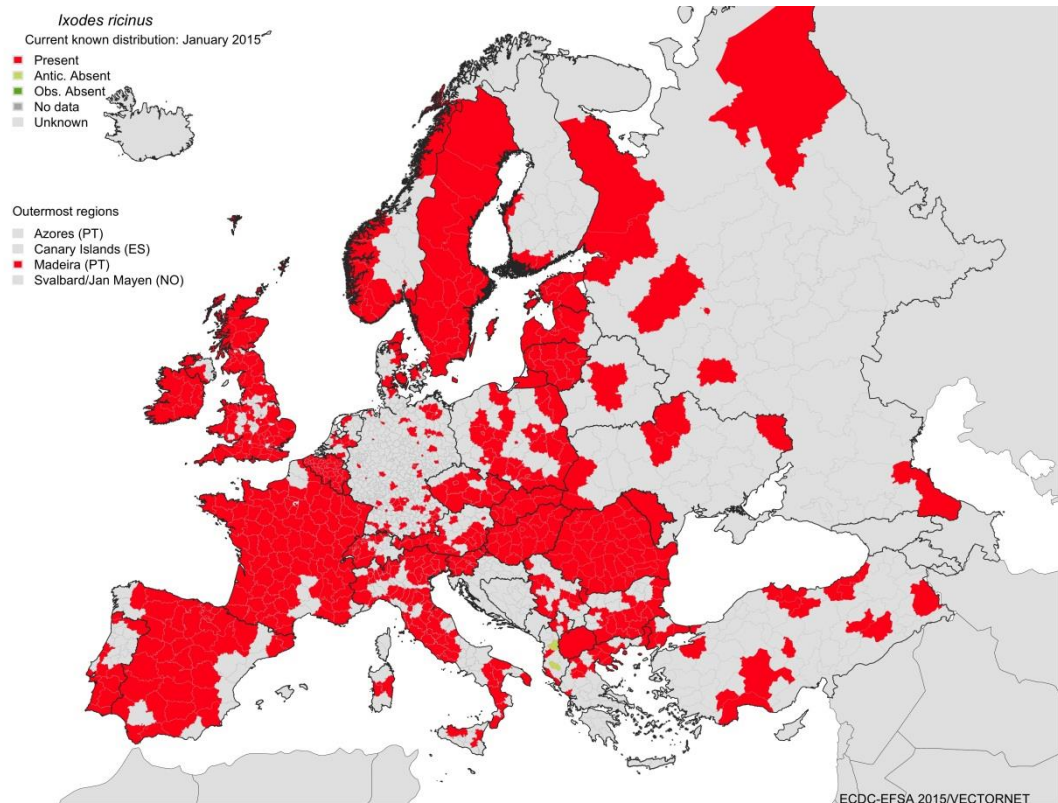 Ixodes ricinus
Current known distribution: January 2015
Present
Antic. Absent
Obs. Absent
No data
Unknown
Outermost regions
Azores (PT)
Canary Islands (ES)
Madeira (PT)
Svalbard/Jan Mayen (NO)
ECDC-EFSA 2015/VECTORNET